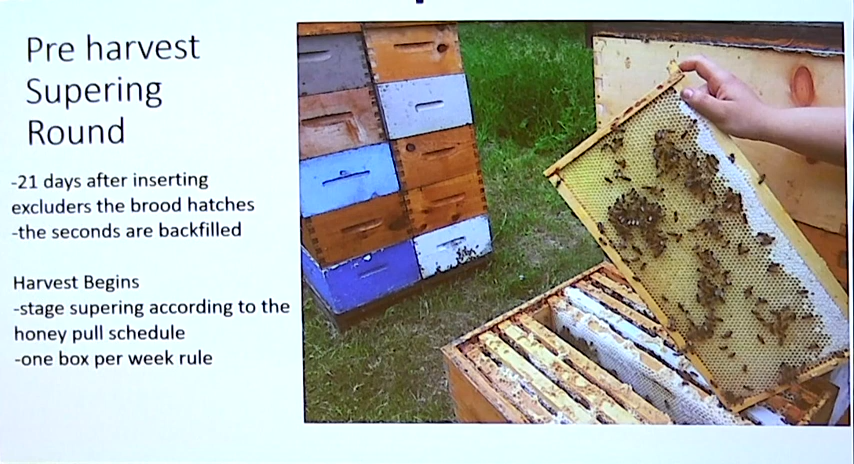 Pre harvest
Supering
Round
-21 days after inserting
excluders the brood hatches
-the seconds are backfilled
Harvest Begins
-stage supering according to the
honey pull schedule
-one box per week rule